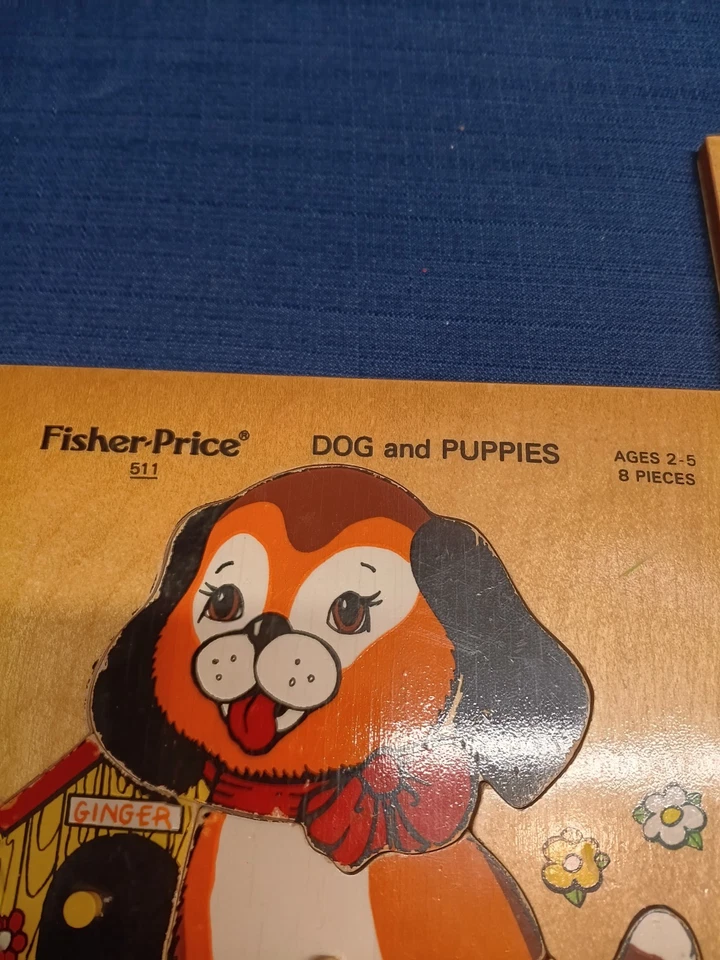 Fisher-Price®
511
DOG and PUPPIES
AGES 2-5
8 PIECES
GINGER